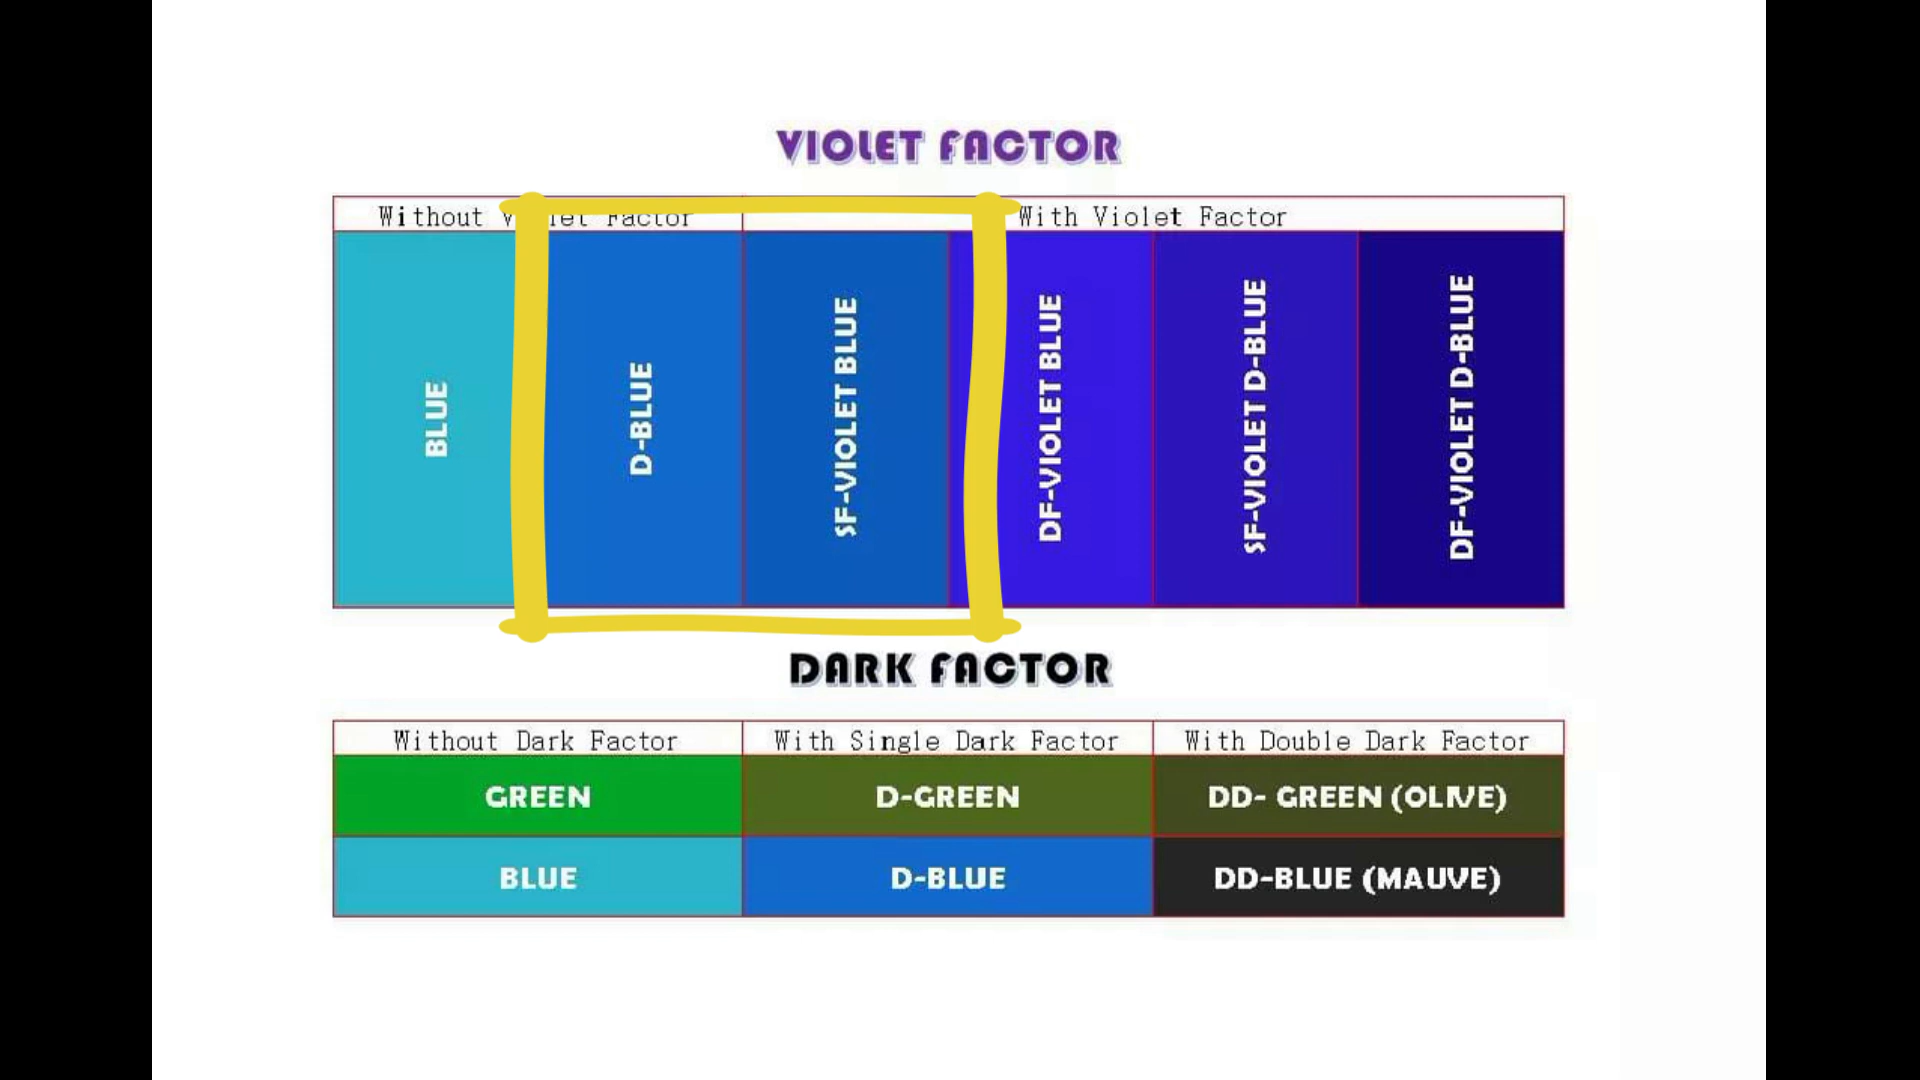 VIOLET FACTOR
Without Violet Factor
With Violet Factor
BLUE
D-BLUE
SF-VIOLET BLUE
DF-VIOLET BLUE
SF-VIOLET D-BLUE
DF-VIOLET D-BLUE
DARK FACTOR
Without Dark Factor
With Single Dark Factor
With Double Dark Factor
GREEN
D-GREEN
DD- GREEN (OLIVE)
BLUE
D-BLUE
DD-BLUE (MAUVE)